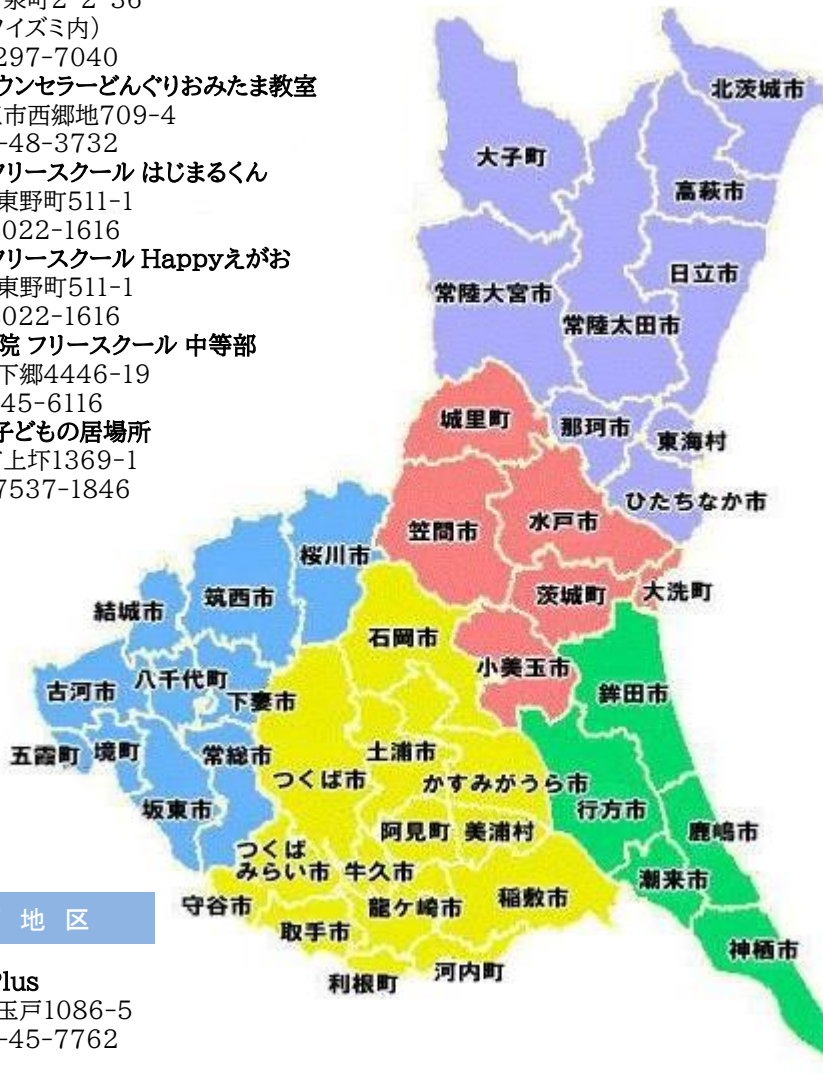 泉町2-2-36
イズミ内)
297-7040
ウンセラーどんぐりおみたま教室
市西郷地709-4
-48-3732
フリースクール はじまるくん
東野町511-1
022-1616
フリースクール Happyえがお
東野町511-1
022-1616
院 フリースクール 中等部
下郷4446-19
45-6116
子どもの居場所
上圷1369-1
7537-1846
北茨城市
大子町
高萩市
日立市
常陸大宮市
常陸太田市
城里町
那珂市
東海村
ひたちなか市
笠間市
水戸市
桜川市
筑西市
結城市
茨城町
大洗町
石岡市
小美玉市
鉾田市
古河市
八千代町
下妻市
五霞町
境町
常総市
土浦市
つくば市
かすみがうら市
坂東市
行方市
鹿嶋市
阿見町
美浦村
つくば
みらい市
牛久市
潮来市
守谷市
龍ケ崎市
稲敷市
取手市
神栖市
利根町
河内町
地 区
Plus
玉戸1086-5
-45-7762